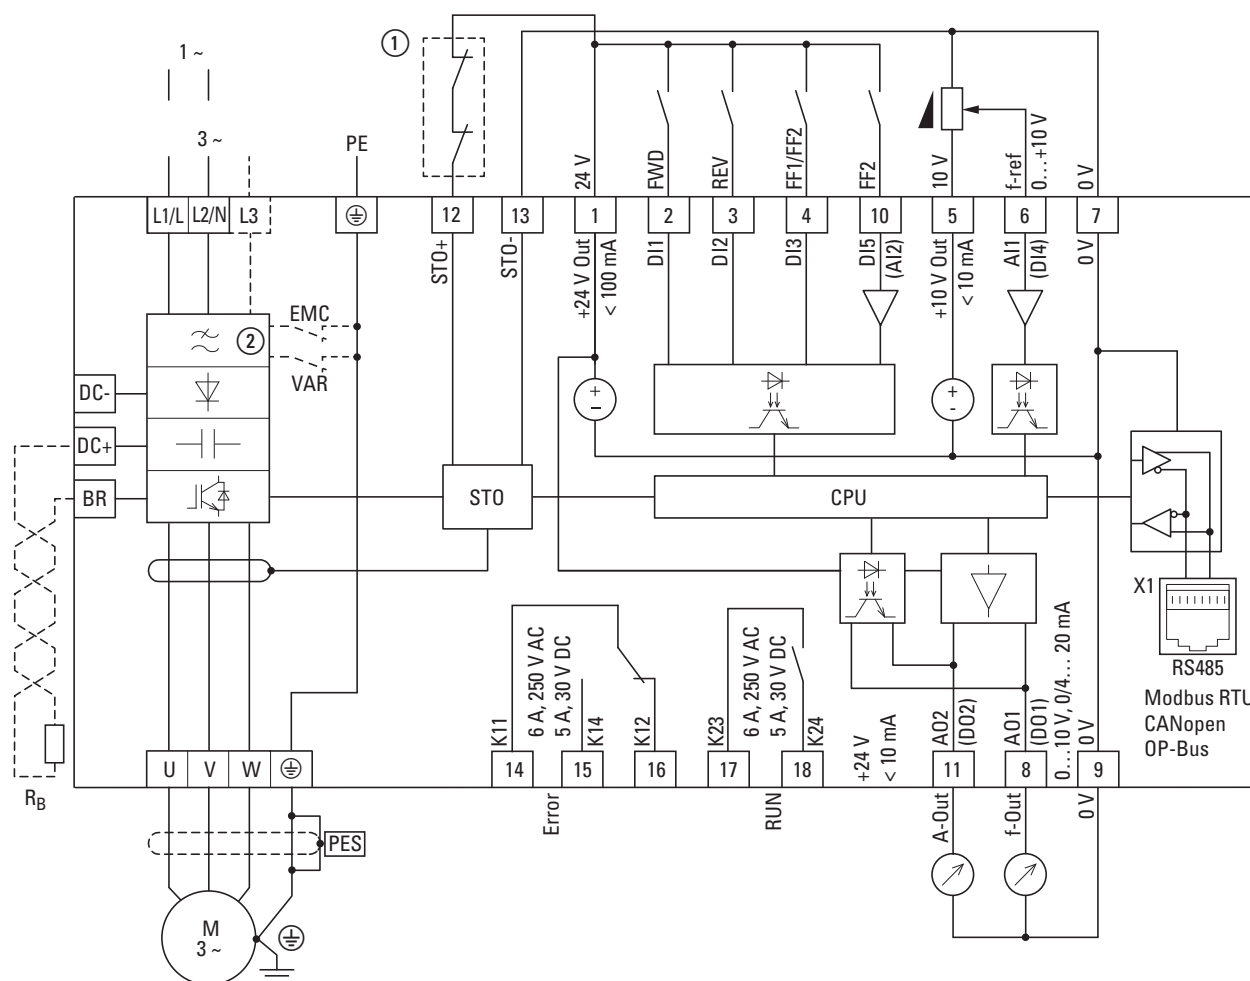 1 ~
3 ~
PE
1
24 V
FWD
REV
FF1/FF2
FF2
10 V
f-ref
0...+10 V
0 V
L1/L
L2/N
L3
12
13
1
2
3
4
10
5
6
7
STO+
STO-
+24 V Out
< 100 mA
DI1
DI2
DI3
DI5
(AI2)
+10 V Out
< 10 mA
AI1
(DI4)
0 V
EMC
2
VAR
DC-
DC+
BR
STO
CPU
X1
RS485
Modbus RTU
CANopen
OP-Bus
K11
6 A, 250 V AC
5 A, 30 V DC
K14
K12
K23
6 A, 250 V AC
5 A, 30 V DC
K24
+24 V
< 10 mA
AO2
(DO2)
AO1
(DO1)
0...10 V, 0/4... 20 mA
0 V
U
V
W
14
15
16
17
18
11
8
9
RB
Error
RUN
A-Out
f-Out
0 V
PES
M
3 ~